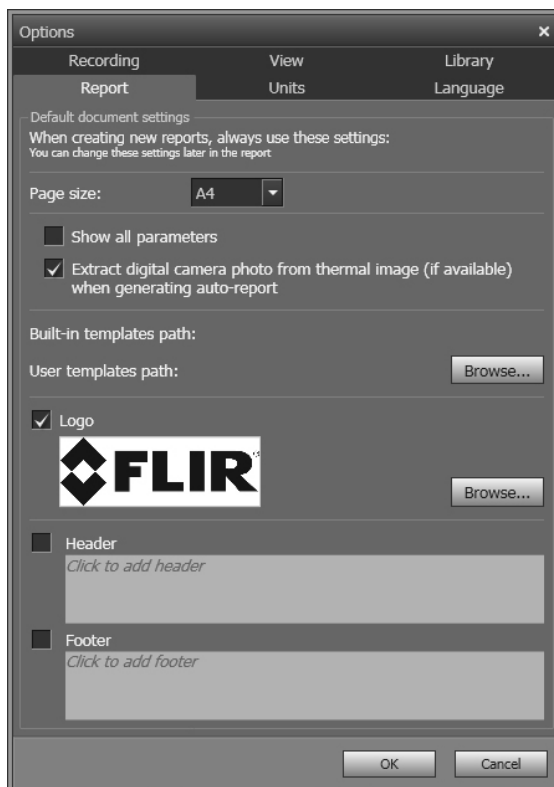 Options
Recording
View
Library
Report
Units
Language
Default document settings
When creating new reports, always use these settings:
You can change these settings later in the report
Page size:
A4
Show all parameters
Extract digital camera photo from thermal image (if available)
when generating auto-report
Built-in templates path:
User templates path:
Browse...
Logo
FLIR
Browse...
Header
Click to add header
Footer
Click to add footer
OK
Cancel